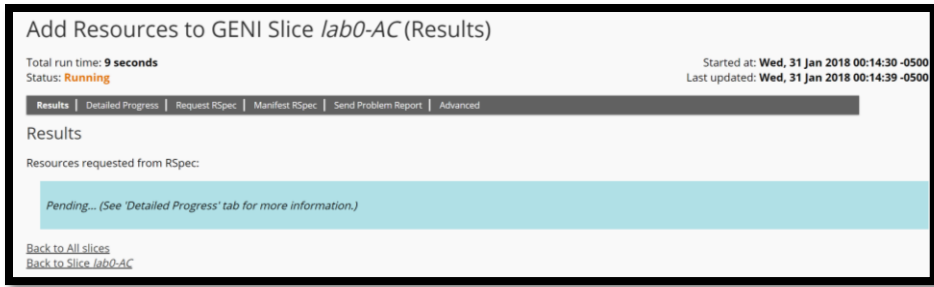 Add Resources to GENI Slice lab0-AC (Results)
Total run time: 9 seconds
Started at: Wed, 31 Jan 2018 00:14:30 -0500
Status: Running
Last updated: Wed, 31 Jan 2018 00:14:39 -0500
Results | Detailed Progress | Request RSpec | Manifest RSpec | Send Problem Report | Advanced
Results
Resources requested from RSpec:
Pending... (See 'Detailed Progress' tab for more information.)
Back to All slices
Back to Slice lab0-AC